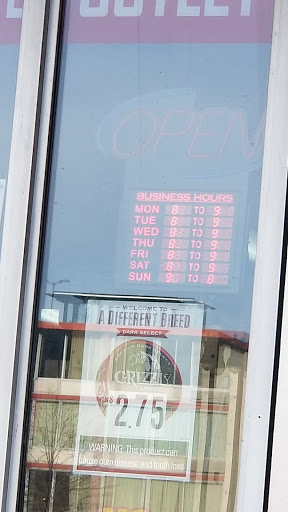 OUTLET
OPEN
BUSINESS HOURS
MON 8 TO 9
TUE 8 TO 9
WED 8 TO 9
THU 8 TO 9
FRI 8 TO 9
SAT 8 TO 9
SUN 9 TO 8
WELCOME TO
A DIFFERENT BREED
DARK SELECT
GRIZZLY
2.75
WARNING: This product can
cause gum disease and tooth loss.